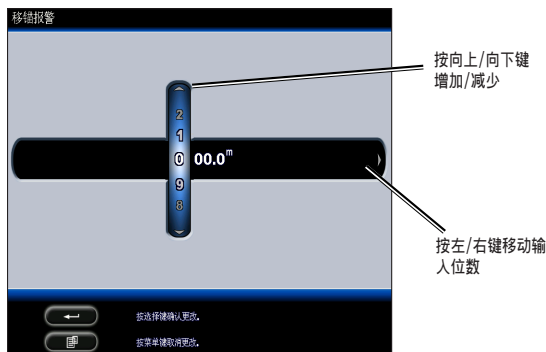 移锚报警
按向上/向下键
增加/减少
2
1
0 00.0m
9
8
按左/右键移动输
入位数
按选择键确认更改。
按菜单键取消更改。